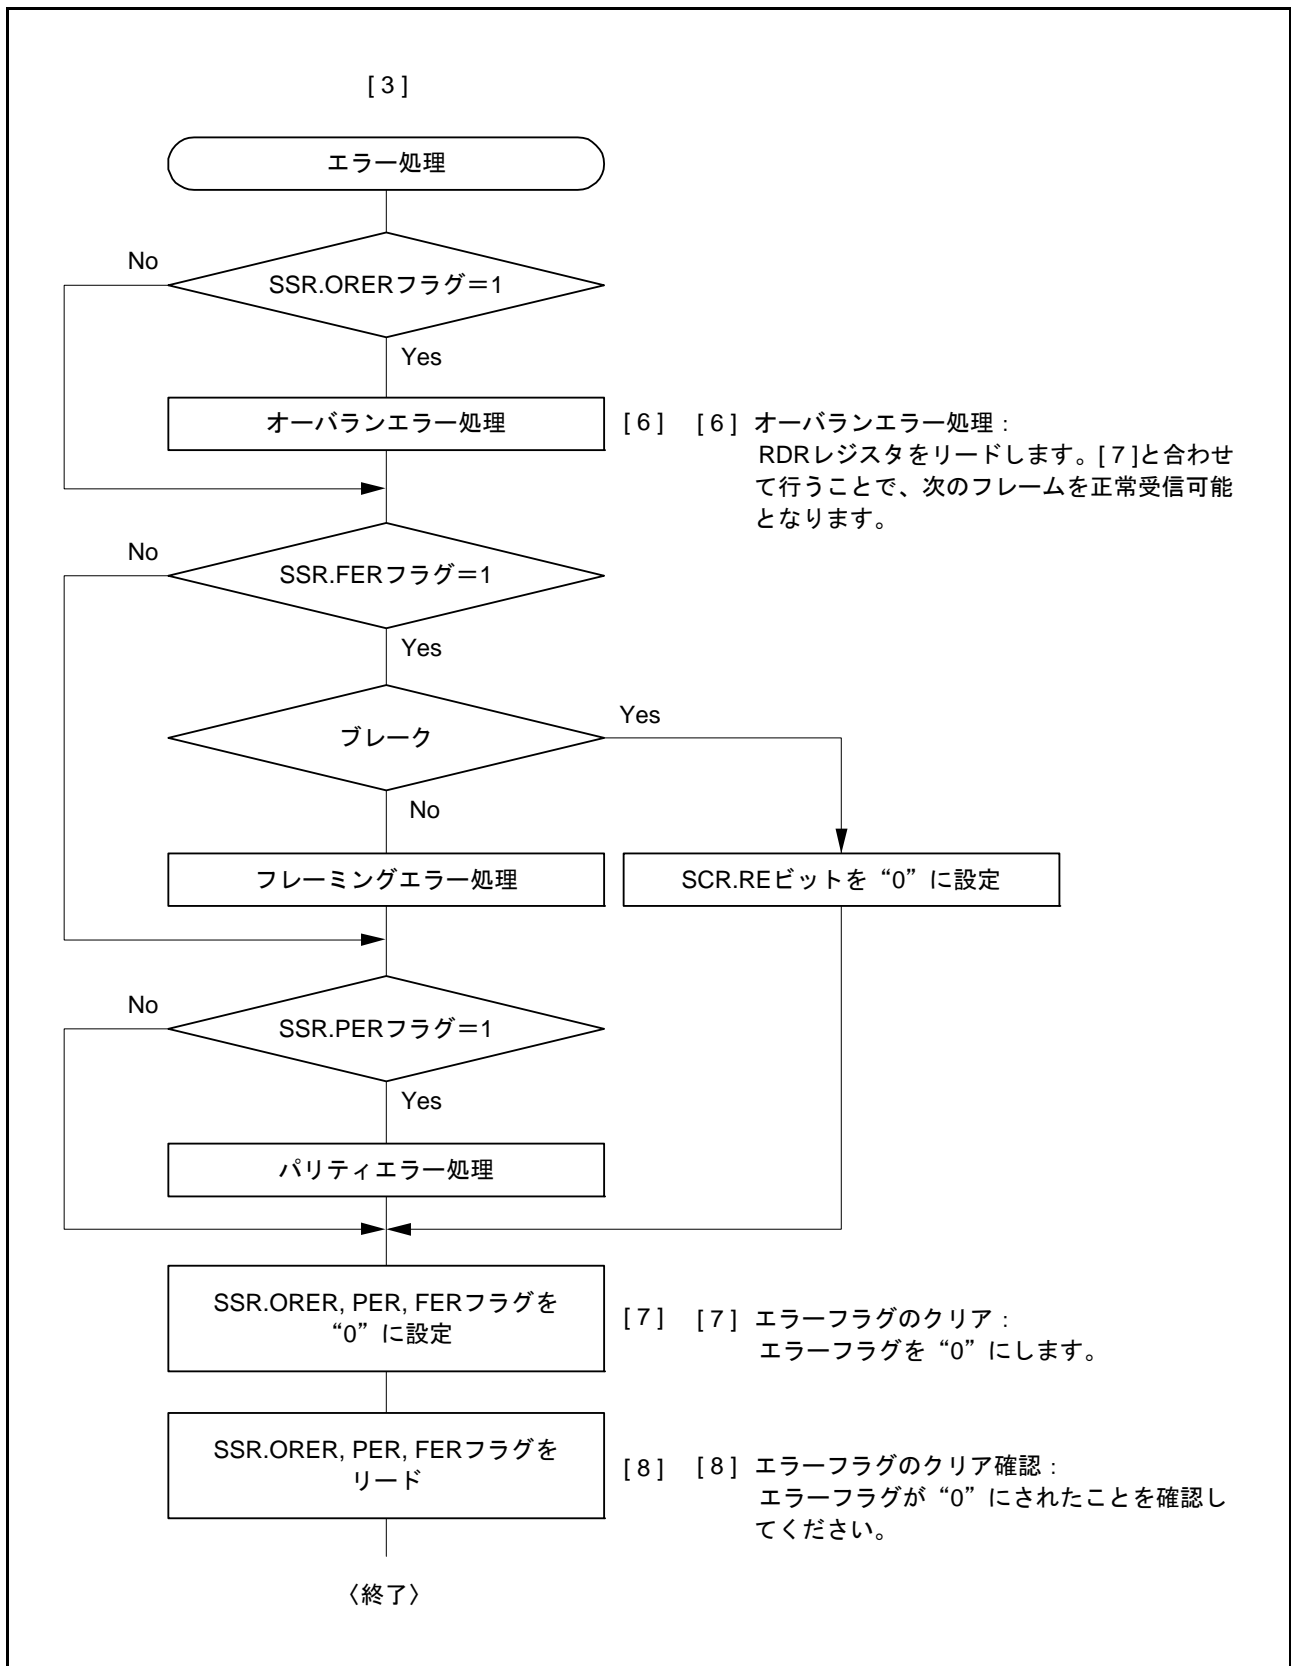 [ 3 ]
エラー処理
No
SSR.ORERフラグ＝1
Yes
オーバランエラー処理
[ 6 ]
[ 6 ] オーバランエラー処理：
RDRレジスタをリードします。[ 7 ]と合わせ
て行うことで、次のフレームを正常受信可能
となります。
No
SSR.FERフラグ＝1
Yes
ブレーク
Yes
No
フレーミングエラー処理
SCR.REビットを“0”に設定
No
SSR.PERフラグ＝1
Yes
パリティエラー処理
SSR.ORER, PER, FERフラグを
“0”に設定
[ 7 ]
[ 7 ] エラーフラグのクリア：
エラーフラグを“0”にします。
SSR.ORER, PER, FERフラグを
リード
[ 8 ]
[ 8 ] エラーフラグのクリア確認：
エラーフラグが“0”にされたことを確認し
てください。
〈終了〉